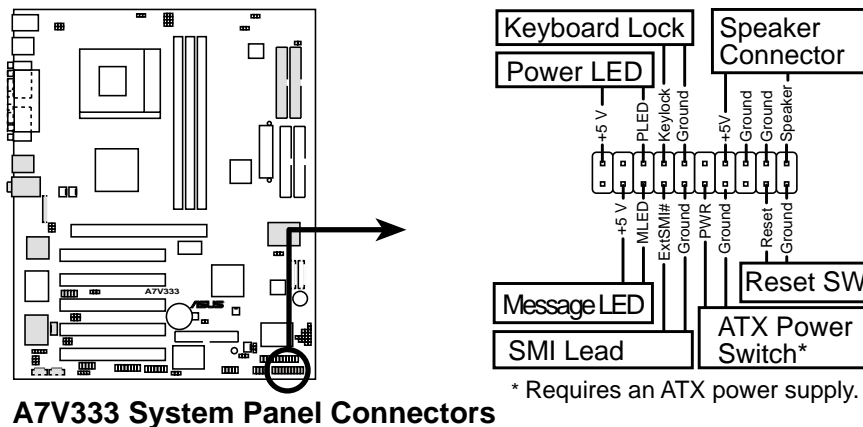 Keyboard Lock
Power LED
Speaker
Connector
+5 V
PLED
Keylock
Ground
+5V
Ground
Ground
Speaker
+5 V
MLED
ExtSMI#
Ground
PWR
Ground
Reset
Ground
Reset SW
Message LED
ATX Power
Switch*
SMI Lead
* Requires an ATX power supply.
A7V333
ASUS
A7V333 System Panel Connectors